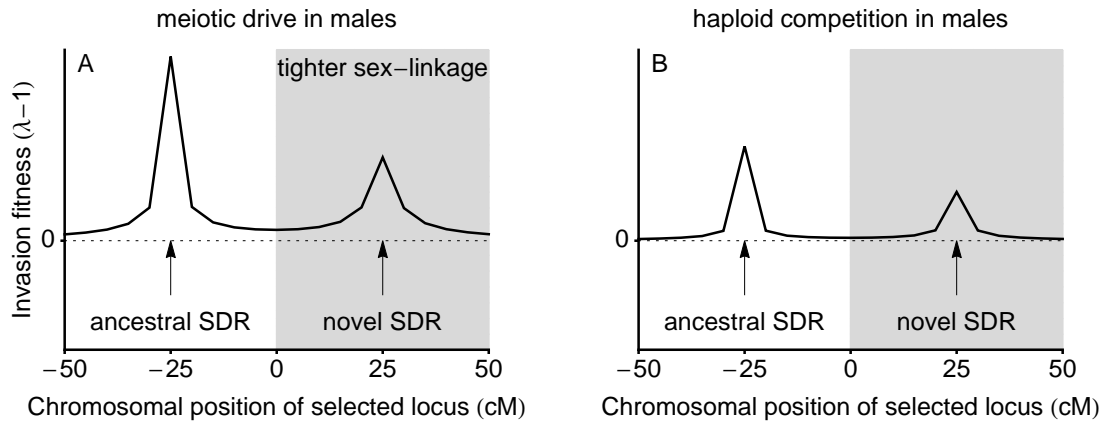 meiotic drive in males
A
tighter sex−linkage
Invasion fitness (λ−1)
0
ancestral SDR
novel SDR
−50 −25 0 25 50
Chromosomal position of selected locus (cM)
haploid competition in males
B
0
ancestral SDR
novel SDR
−50 −25 0 25 50
Chromosomal position of selected locus (cM)